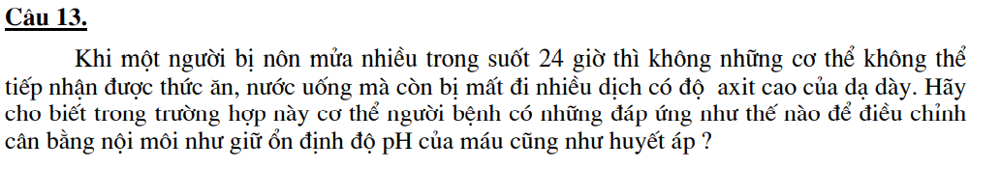 Câu 13.
Khi một người bị nôn mửa nhiều trong suốt 24 giờ thì không những cơ thể không thể
tiếp nhận được thức ăn, nước uống mà còn bị mất đi nhiều dịch có độ axit cao của dạ dày. Hãy
cho biết trong trường hợp này cơ thể người bệnh có những đáp ứng như thế nào để điều chỉnh
cân bằng nội môi như giữ ổn định độ pH của máu cũng như huyết áp ?